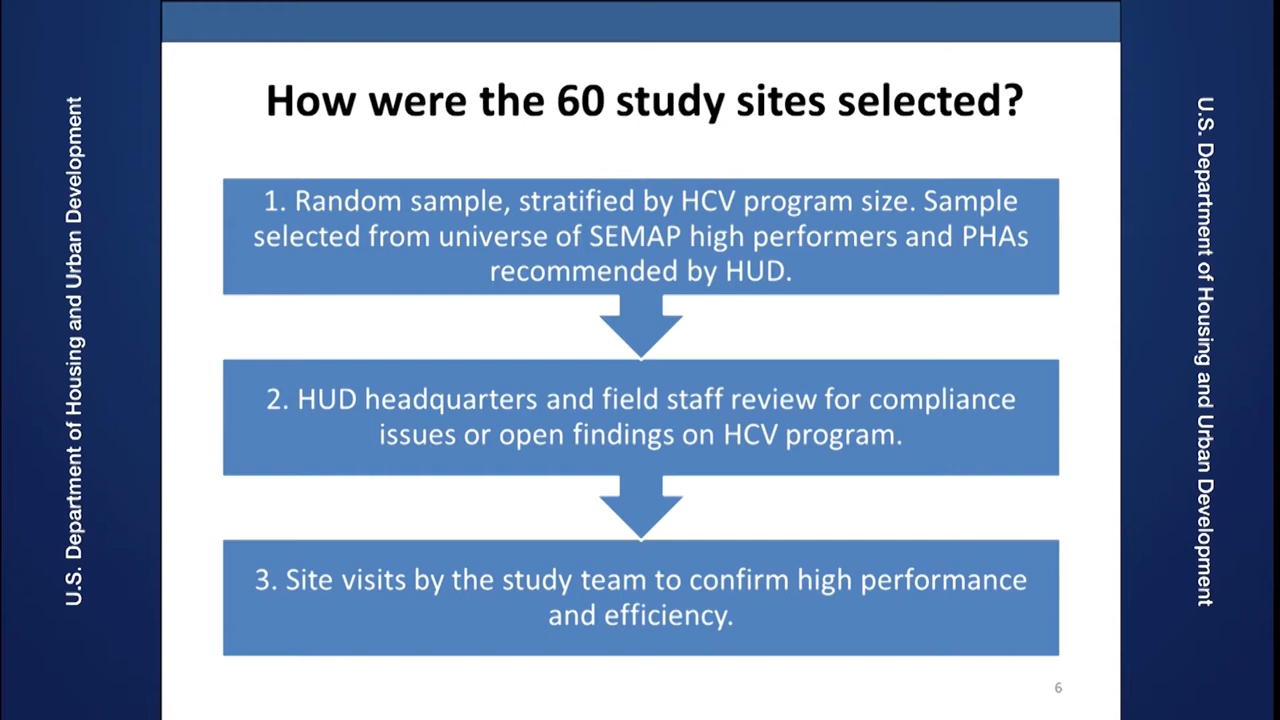 How were the 60 study sites selected?
1. Random sample, stratified by HCV program size. Sample
selected from universe of SEMAP high performers and PHAs
recommended by HUD.
2. HUD headquarters and field staff review for compliance
issues or open findings on HCV program.
3. Site visits by the study team to confirm high performance
and efficiency.
6
U.S. Department of Housing and Urban Development
U.S. Department of Housing and Urban Development